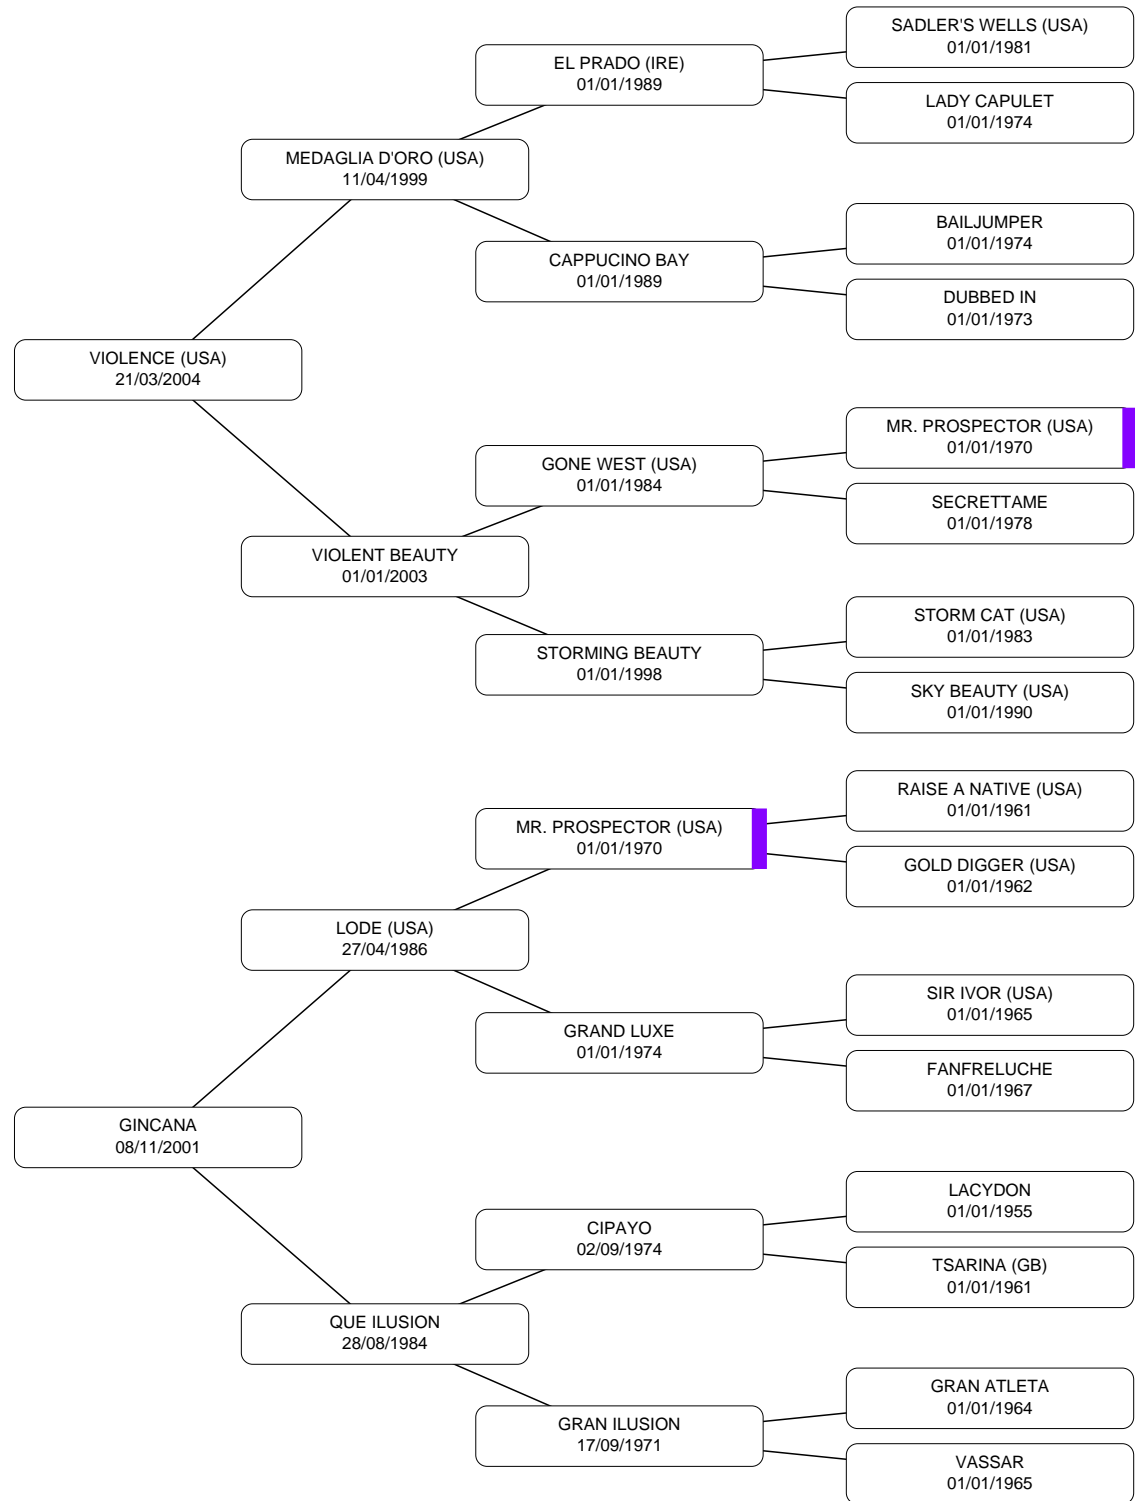 SADLER'S WELLS (USA)
01/01/1981
EL PRADO (IRE)
01/01/1989
LADY CAPULET
01/01/1974
MEDAGLIA D'ORO (USA)
11/04/1999
BAILJUMPER
01/01/1974
CAPPUCINO BAY
01/01/1989
DUBBED IN
01/01/1973
VIOLENCE (USA)
21/03/2004
MR. PROSPECTOR (USA)
01/01/1970
GONE WEST (USA)
01/01/1984
SECRETTAME
01/01/1978
VIOLENT BEAUTY
01/01/2003
STORM CAT (USA)
01/01/1983
STORMING BEAUTY
01/01/1998
SKY BEAUTY (USA)
01/01/1990
RAISE A NATIVE (USA)
01/01/1961
MR. PROSPECTOR (USA)
01/01/1970
GOLD DIGGER (USA)
01/01/1962
LODE (USA)
27/04/1986
SIR IVOR (USA)
01/01/1965
GRAND LUXE
01/01/1974
FANFRELUCHE
01/01/1967
GINCANA
08/11/2001
LACYDON
01/01/1955
CIPAYO
02/09/1974
TSARINA (GB)
01/01/1961
QUE ILUSION
28/08/1984
GRAN ATLETA
01/01/1964
GRAN ILUSION
17/09/1971
VASSAR
01/01/1965